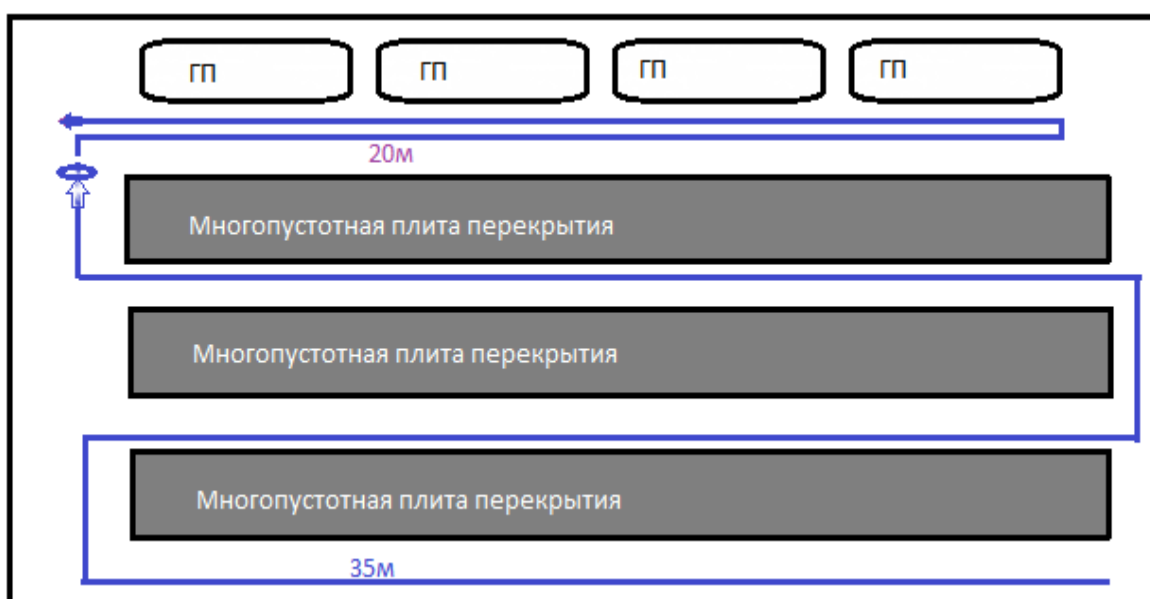 ГП ГП ГП ГП
20м
Многопустотная плита перекрытия
Многопустотная плита перекрытия
Многопустотная плита перекрытия
35м